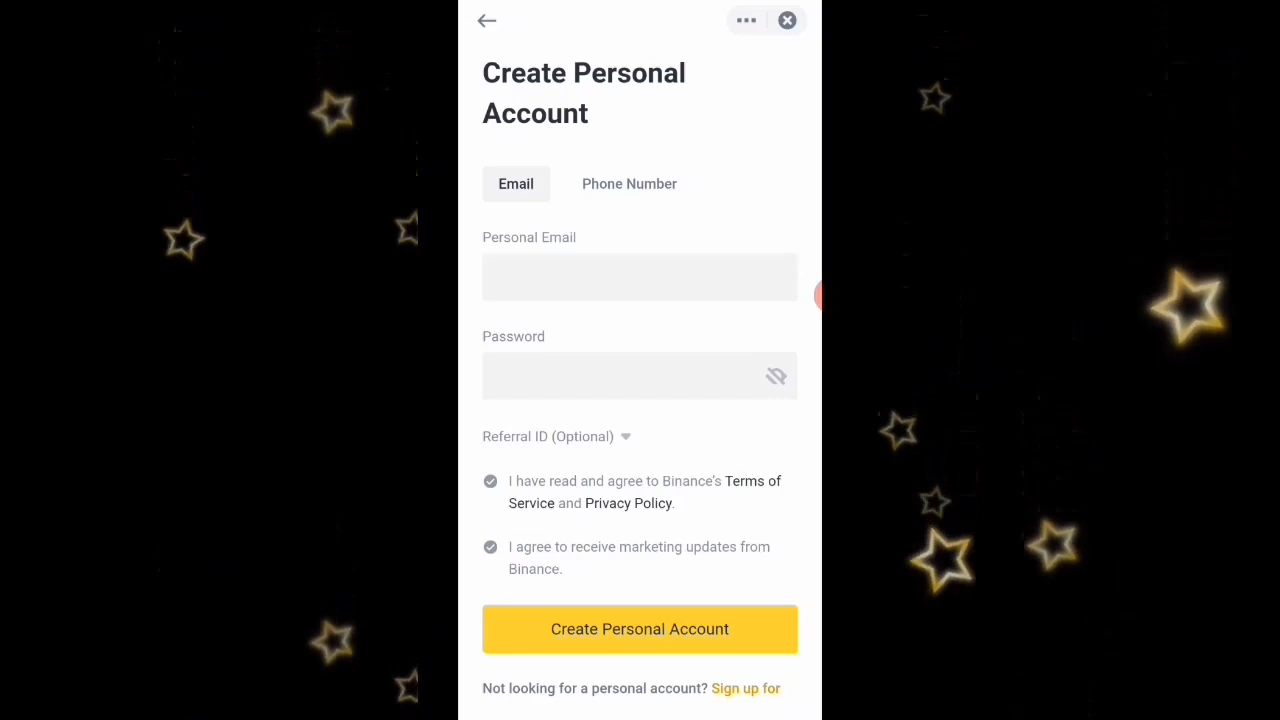 Create Personal
Account
Email
Phone Number
Personal Email
Password
Referral ID (Optional)
I have read and agree to Binance's Terms of
Service and Privacy Policy.
I agree to receive marketing updates from
Binance.
Create Personal Account
Not looking for a personal account? Sign up for